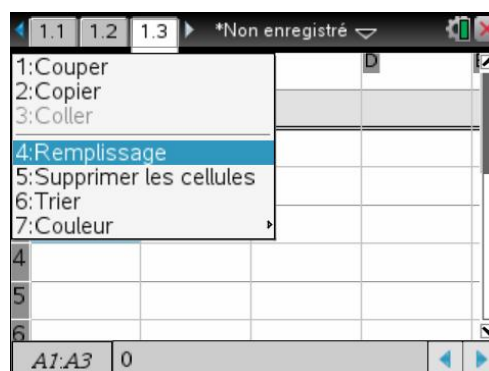 1.1 1.2 1.3 *Non enregistré
1:Couper
2:Copier
3:Coller
4:Remplissage
5:Supprimer les cellules
6:Trier
7:Couleur
D
4
5
6
A1:A3 0